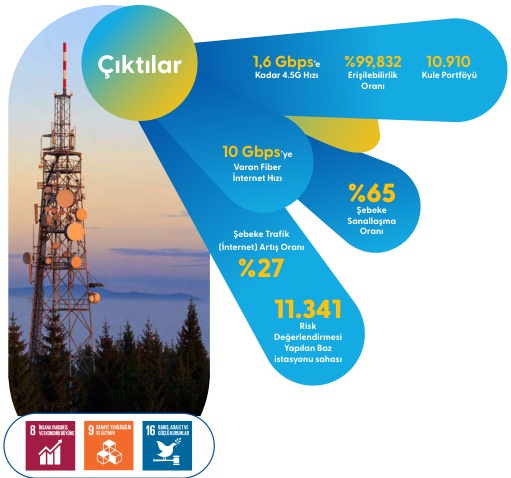 Çıktılar
1,6 Gbps'e
Kadar 4.5G Hızı
%99,832
Erişilebilirlik
Oranı
10.910
Kule Portföyü
10 Gbps'ye
Varan Fiber
İnternet Hızı
%65
Şebeke
Sanallaşma
Oranı
Şebeke Trafik
(İnternet) Artış Oranı
%27
11.341
Risk
Değerlendirmesi
Yapılan Baz
istasyonu sahası
8 İNSANA YAKIŞIR İŞ
VE EKONOMİK BÜYÜME
9 SANAYİ, YENİLİKÇİLİK
VE ALTYAPI
16 BARIŞ, ADALET VE
GÜÇLÜ KURUMLAR